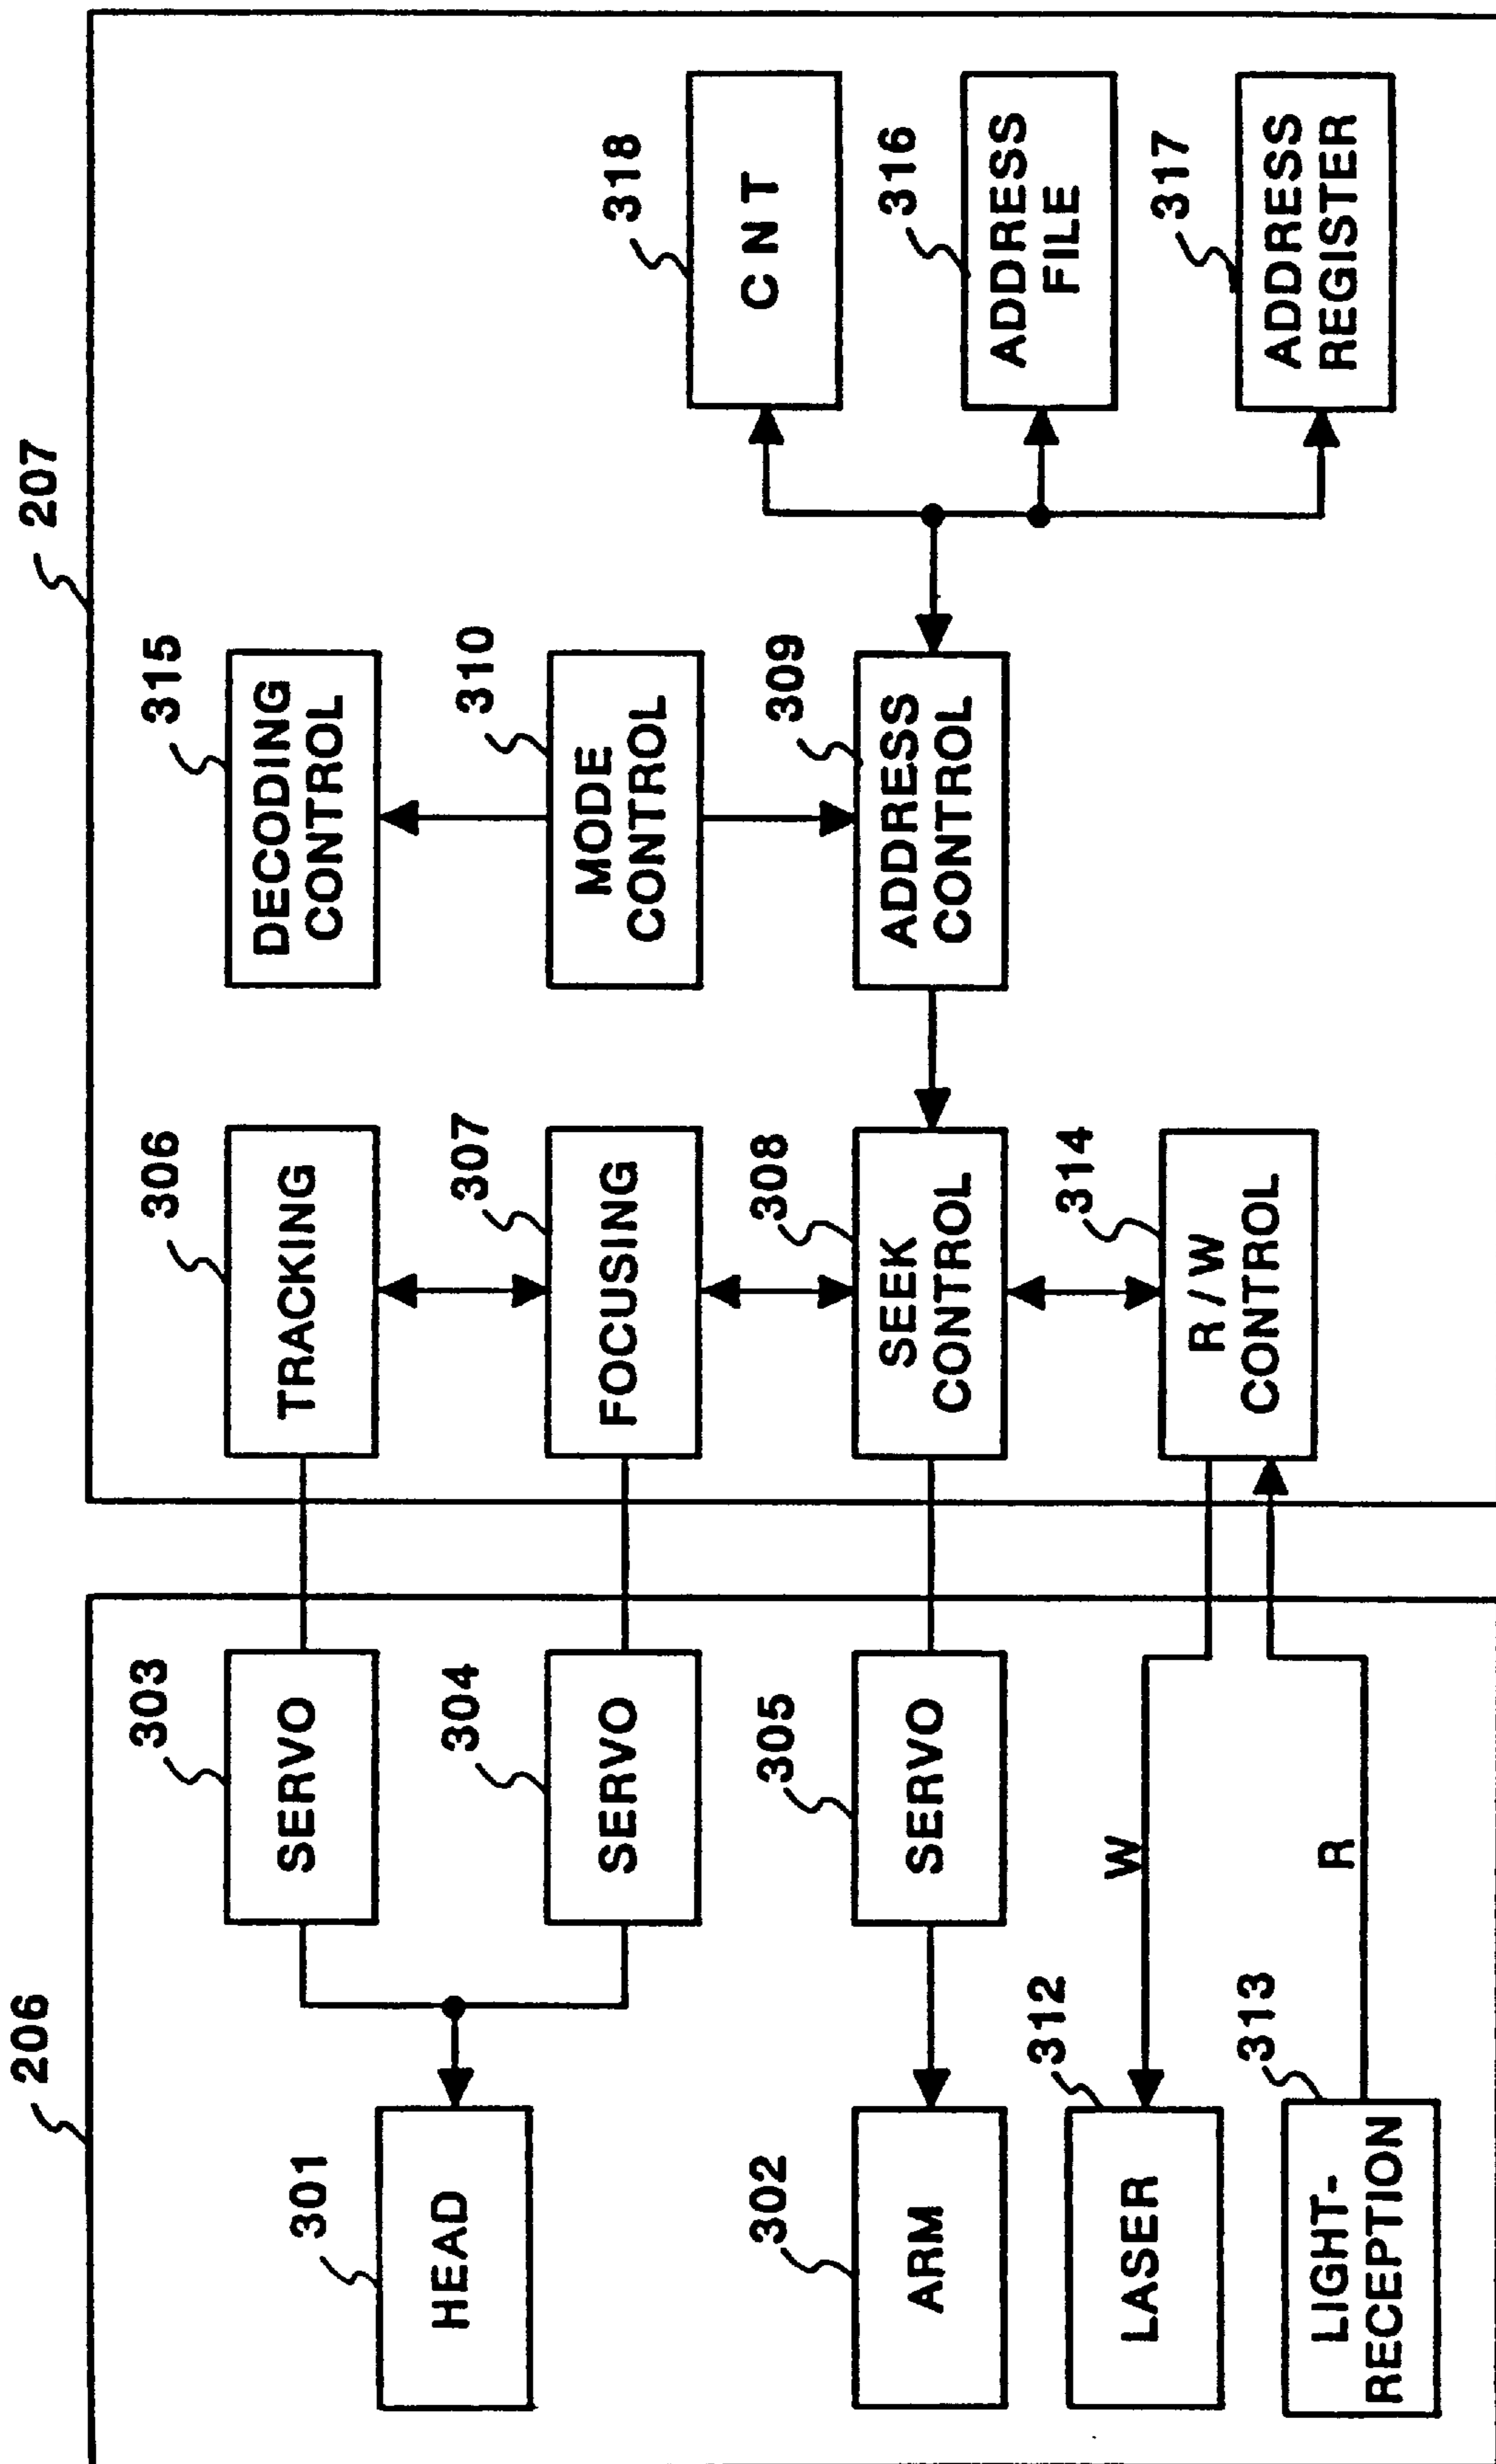 206
207
301
HEAD
303
SERVO
306
TRACKING
315
DECODING
CONTROL
304
SERVO
307
FOCUSING
310
MODE
CONTROL
318
CNT
302
ARM
305
SERVO
308
SEEK
CONTROL
309
ADDRESS
CONTROL
316
ADDRESS
FILE
312
LASER
W
314
R/W
CONTROL
317
ADDRESS
REGISTER
313
LIGHT-
RECEPTION
R